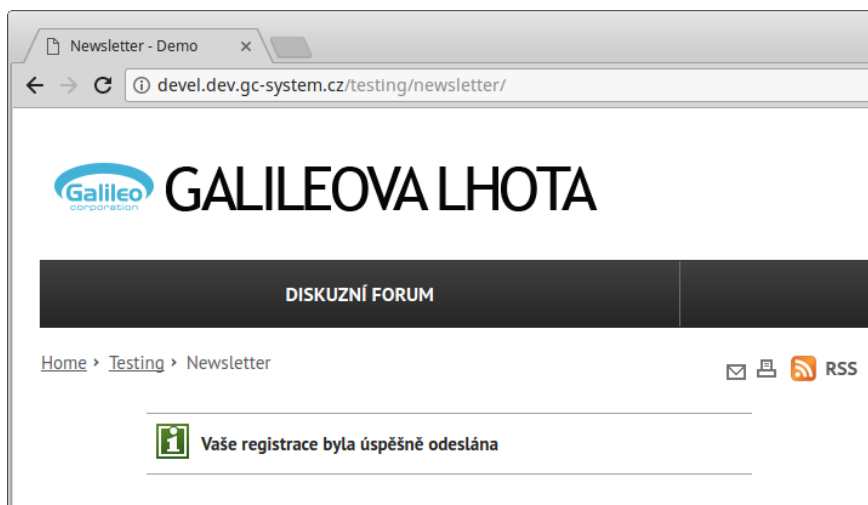 Newsletter - Demo
devel.dev.gc-system.cz/testing/newsletter/
Galileo
corporation
GALILEOVA LHOTA
DISKUZNÍ FORUM
Home › Testing › Newsletter
RSS
Vaše registrace byla úspěšně odeslána